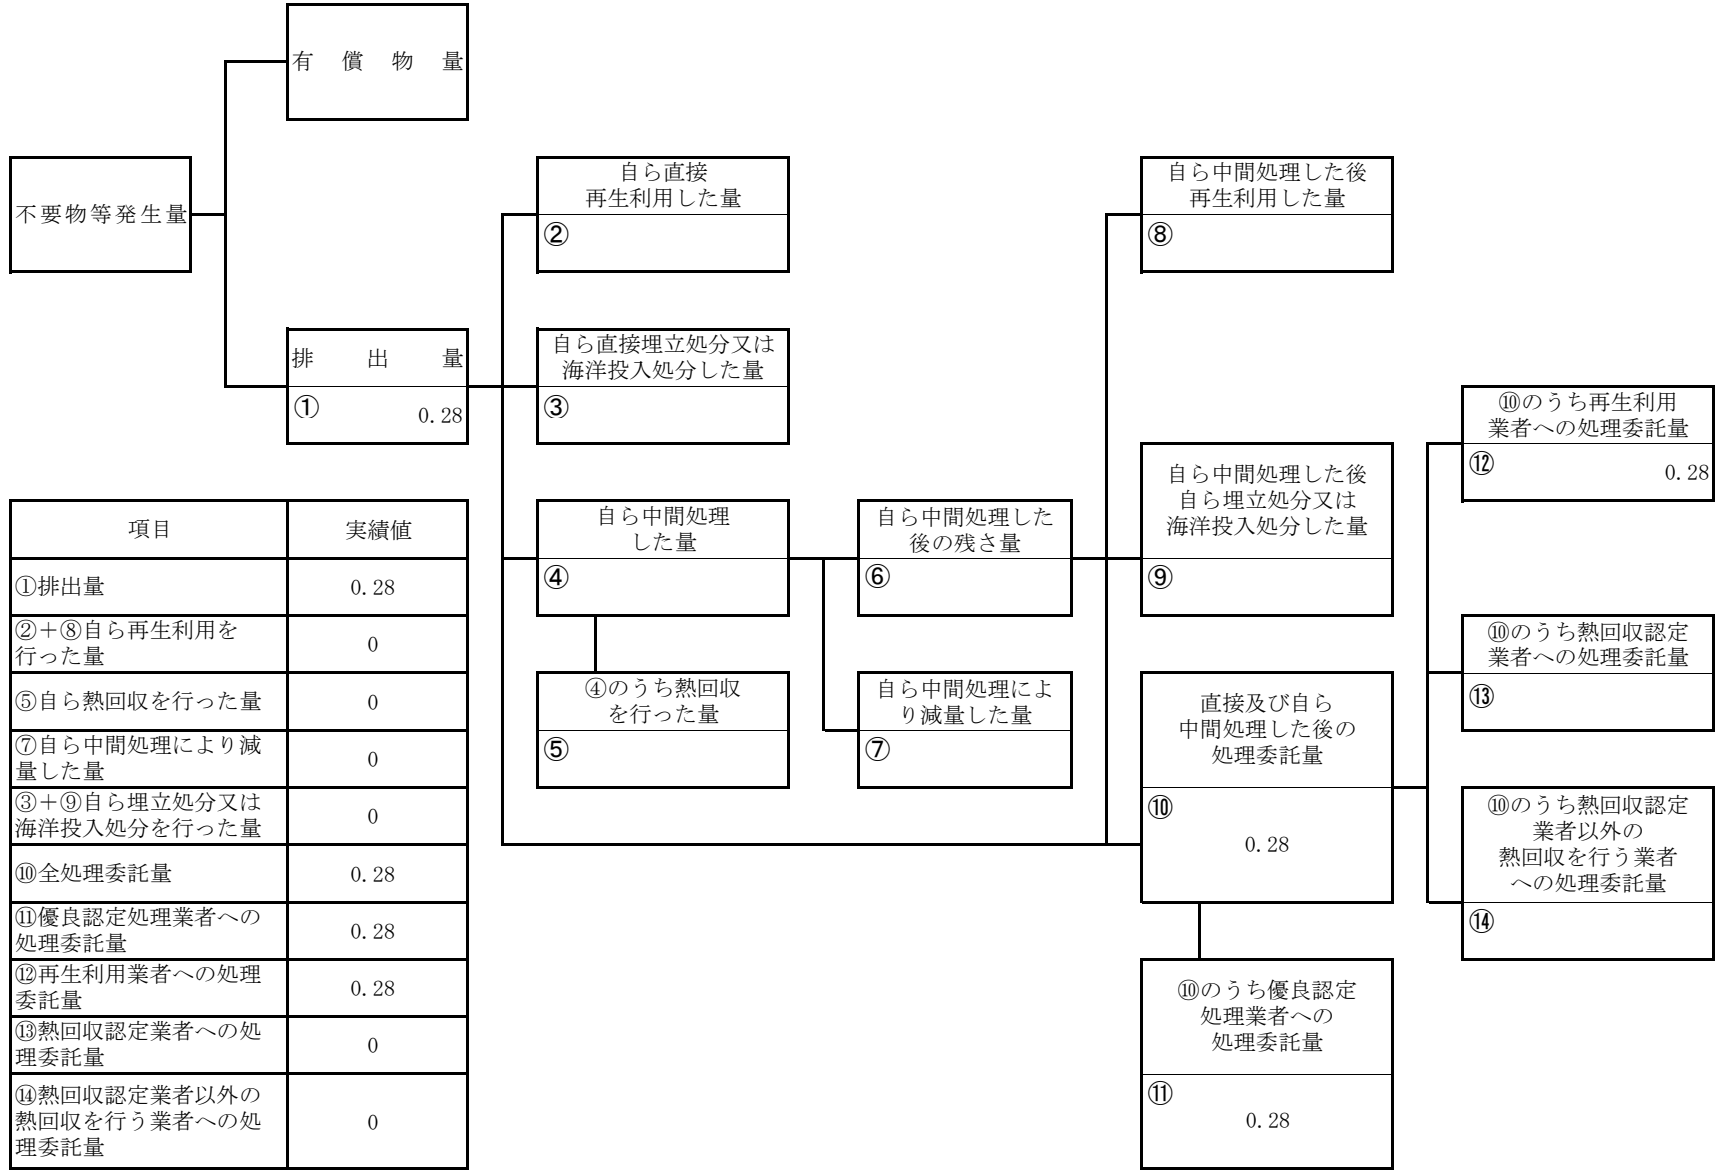 有償物量
不要物等発生量
排出量
①
0.28
自ら直接
再生利用した量
②
自ら直接埋立処分又は
海洋投入処分した量
③
自ら中間処理
した量
④
④のうち熱回収
を行った量
⑤
自ら中間処理した
後の残さ量
⑥
自ら中間処理によ
り減量した量
⑦
自ら中間処理した後
再生利用した量
⑧
自ら中間処理した後
自ら埋立処分又は
海洋投入処分した量
⑨
直接及び自ら
中間処理した後の
処理委託量
⑩
0.28
⑩のうち優良認定
処理業者への
処理委託量
⑪
0.28
⑩のうち再生利用
業者への処理委託量
⑫
0.28
⑩のうち熱回収認定
業者への処理委託量
⑬
⑩のうち熱回収認定
業者以外の
熱回収を行う業者
への処理委託量
⑭
項目 実績値
①排出量 0.28
②＋⑧自ら再生利用を
行った量 0
⑤自ら熱回収を行った量 0
⑦自ら中間処理により減
量した量 0
③＋⑨自ら埋立処分又は
海洋投入処分を行った量 0
⑩全処理委託量 0.28
⑪優良認定処理業者への
処理委託量 0.28
⑫再生利用業者への処理
委託量 0.28
⑬熱回収認定業者への処
理委託量 0
⑭熱回収認定業者以外の
熱回収を行う業者への処
理委託量 0